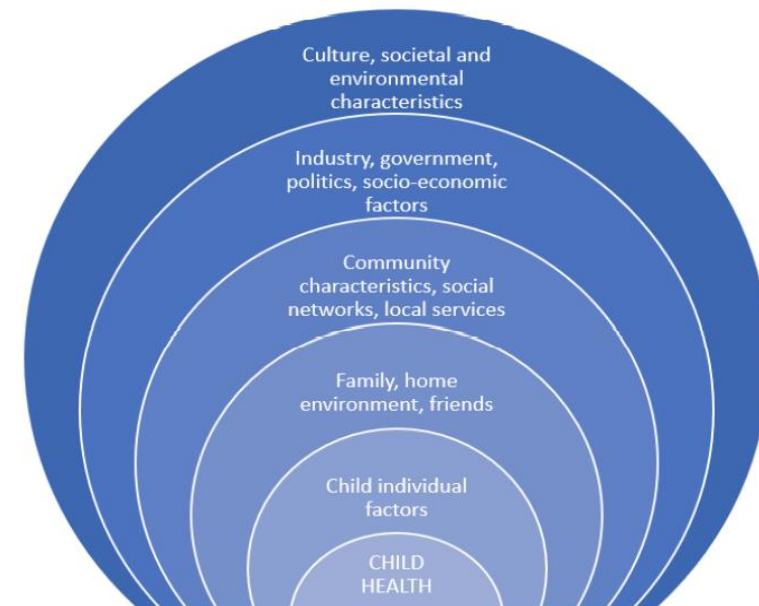 Culture, societal and
environmental
characteristics
Industry, government,
politics, socio-economic
factors
Community
characteristics, social
networks, local services
Family, home
environment, friends
Child individual
factors
CHILD
HEALTH